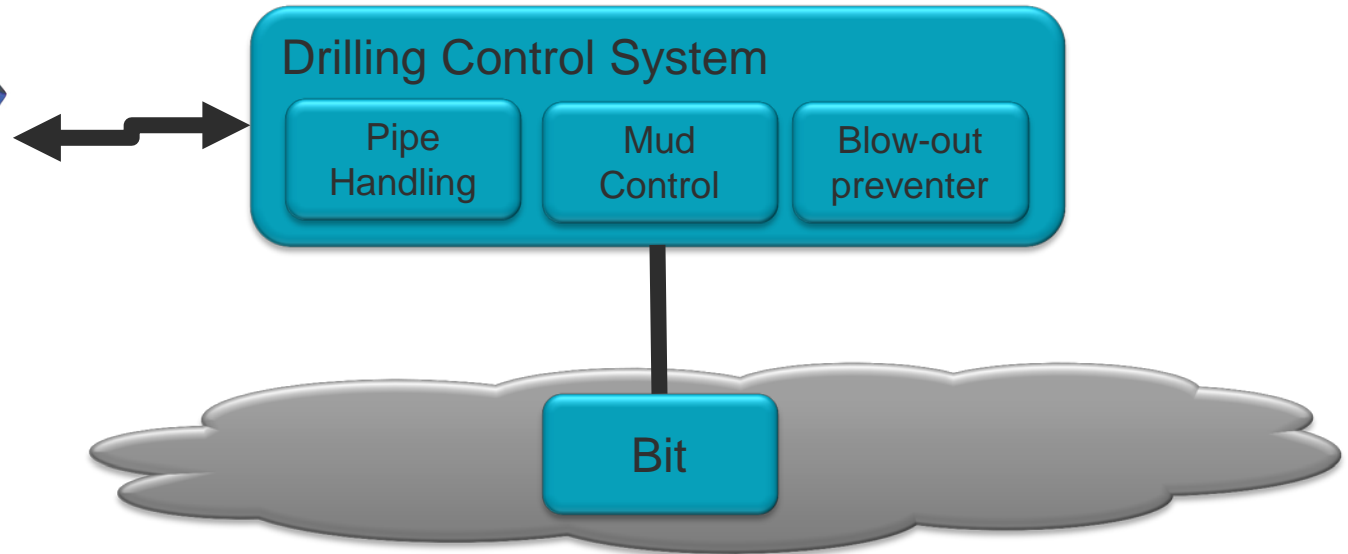 Drilling Control System
Pipe
Handling
Mud
Control
Blow-out
preventer
Bit